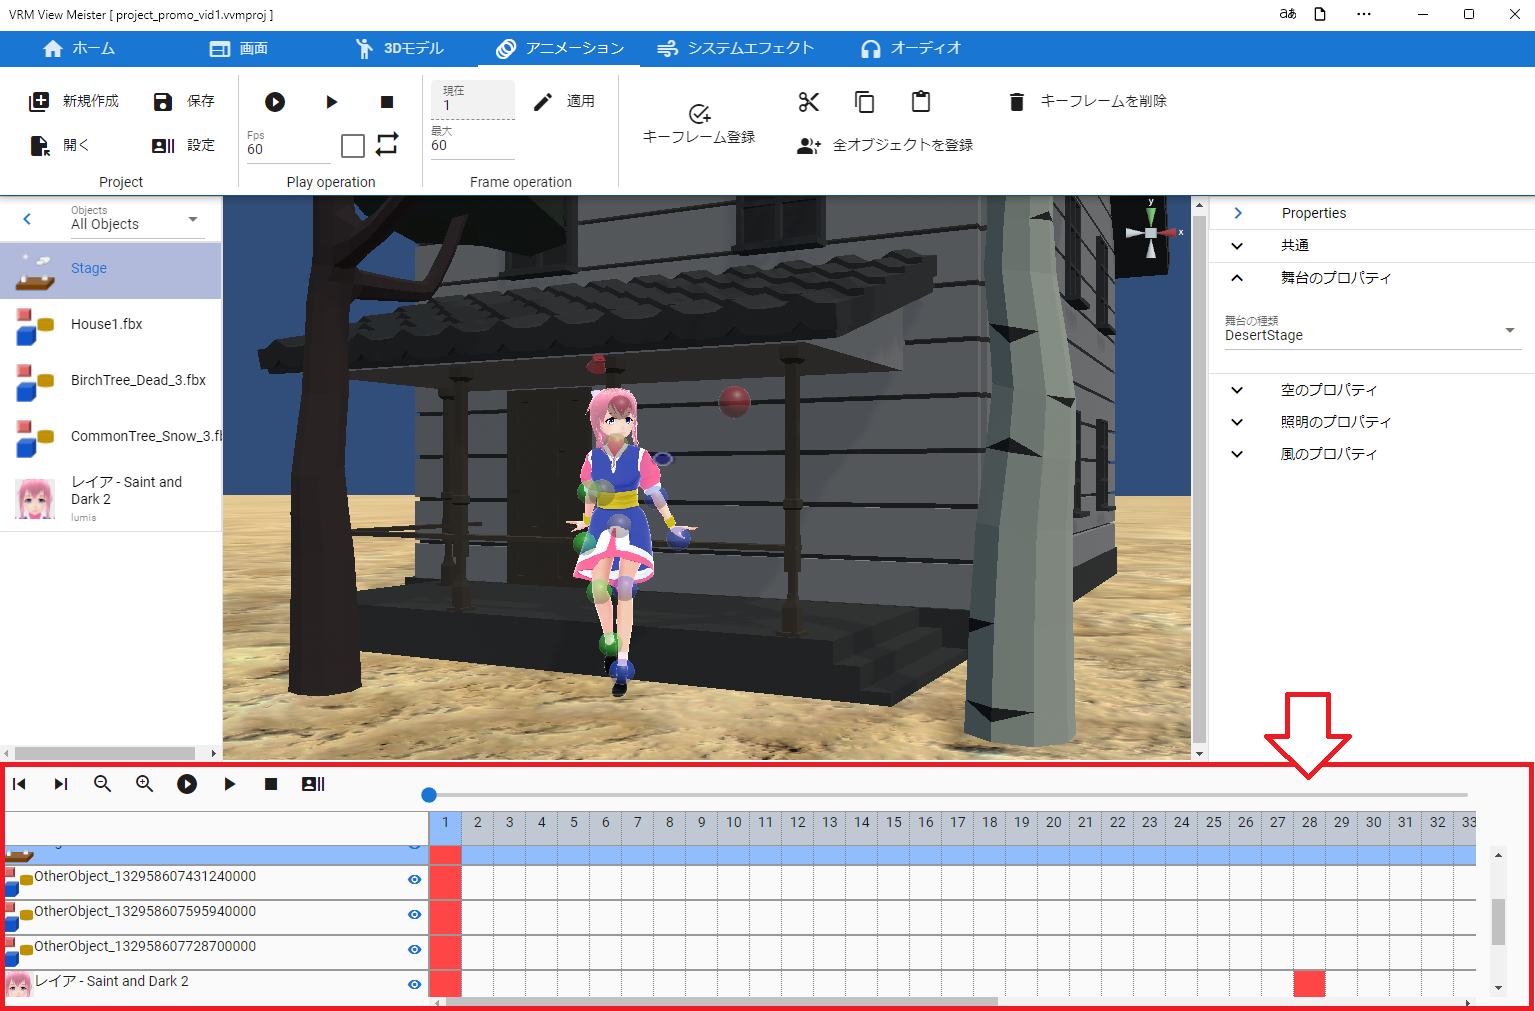 VRM View Meister [ project_promo_vid1.vvmproj ]
aあ
ホーム 画面 3Dモデル アニメーション システムエフェクト オーディオ
新規作成 保存
開く 設定
Project
Fps
60
Play operation
現在
1
適用
最大
60
Frame operation
キーフレーム登録
全オブジェクトを登録
キーフレームを削除
Objects
All Objects
Stage
House1.fbx
BirchTree_Dead_3.fbx
CommonTree_Snow_3.f
レイア - Saint and
Dark 2
lumis
y
x
Properties
共通
舞台のプロパティ
舞台の種類
DesertStage
空のプロパティ
照明のプロパティ
風のプロパティ
1 2 3 4 5 6 7 8 9 10 11 12 13 14 15 16 17 18 19 20 21 22 23 24 25 26 27 28 29 30 31 32 33
OtherObject_132958607431240000
OtherObject_132958607595940000
OtherObject_132958607728700000
レイア - Saint and Dark 2